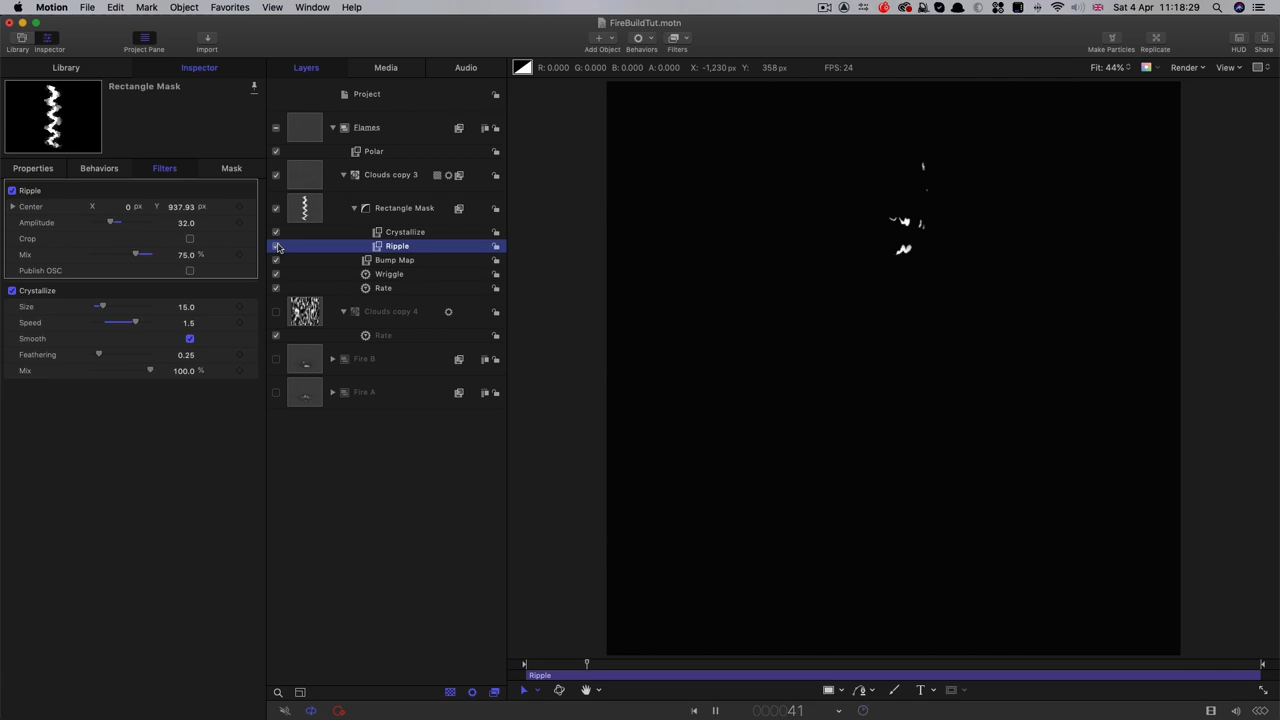 Motion File Edit Mark Object Favourites View Window Help Sat 4 Apr 11:18:29
FireBuildTut.motn
Library Inspector Project Pane Import Add Object Behaviors Filters Make Particles Replicate HUD Share
Library Inspector Layers Media Audio R: 0.000 G: 0.000 B: 0.000 A: 0.000 X: -1,230 px Y: 358 px FPS: 24 Fit: 44% Render View
Rectangle Mask
Project
Flames
Polar
Properties Behaviors Filters Mask
Clouds copy 3
Ripple
Center X 0 px Y 937.93 px
Rectangle Mask
Amplitude 32.0
Crop
Crystallize
Mix 75.0 %
Ripple
Publish OSC
Bump Map
Wriggle
Crystallize
Rate
Size 15.0
Clouds copy 4
Speed 1.5
Smooth
Rate
Feathering 0.25
Fire B
Mix 100.0 %
Fire A
Ripple
T
000041